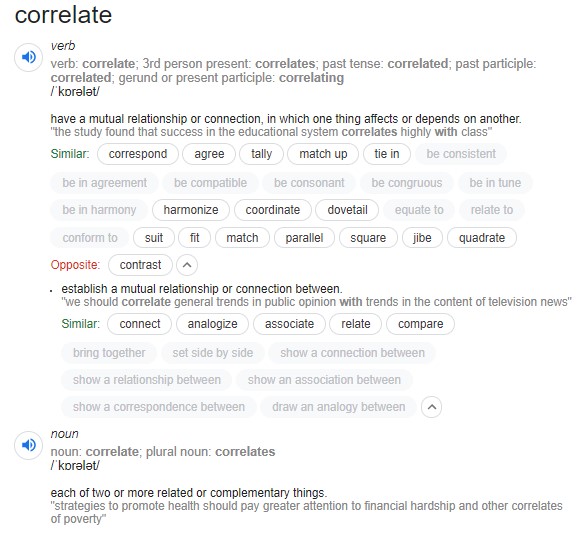 correlate
verb
verb: correlate; 3rd person present: correlates; past tense: correlated; past participle:
correlated; gerund or present participle: correlating
/ˈkɒrəleɪt/
have a mutual relationship or connection, in which one thing affects or depends on another.
"the study found that success in the educational system correlates highly with class"
Similar: correspond agree tally match up tie in be consistent
be in agreement be compatible be consonant be congruous be in tune
be in harmony harmonize coordinate dovetail equate to relate to
conform to suit fit match parallel square jibe quadrate
Opposite: contrast
• establish a mutual relationship or connection between.
"we should correlate general trends in public opinion with trends in the content of television news"
Similar: connect analogize associate relate compare
bring together set side by side show a connection between
show a relationship between show an association between
show a correspondence between draw an analogy between
noun
noun: correlate; plural noun: correlates
/ˈkɒrələt/
each of two or more related or complementary things.
"strategies to promote health should pay greater attention to financial hardship and other correlates
of poverty"